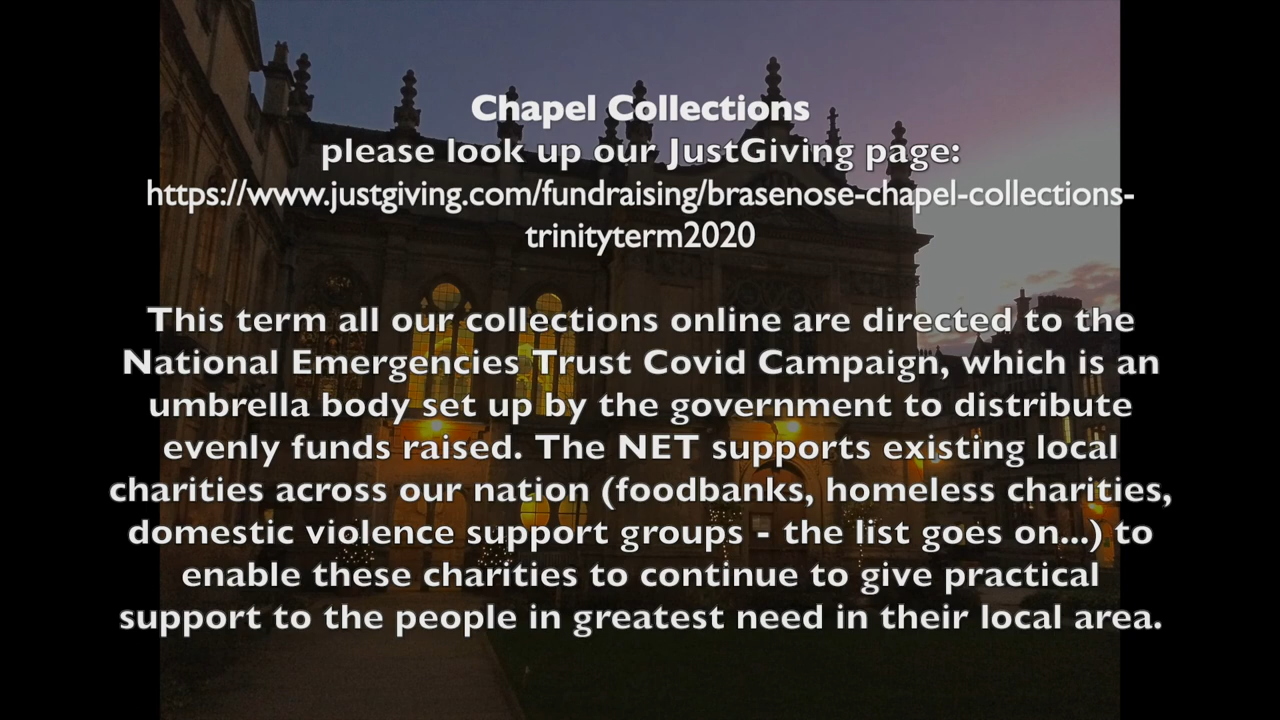 Chapel Collections
please look up our JustGiving page:
https://www.justgiving.com/fundraising/brasenose-chapel-collections-
trinityterm2020
This term all our collections online are directed to the
National Emergencies Trust Covid Campaign, which is an
umbrella body set up by the government to distribute
evenly funds raised. The NET supports existing local
charities across our nation (foodbanks, homeless charities,
domestic violence support groups - the list goes on...) to
enable these charities to continue to give practical
support to the people in greatest need in their local area.